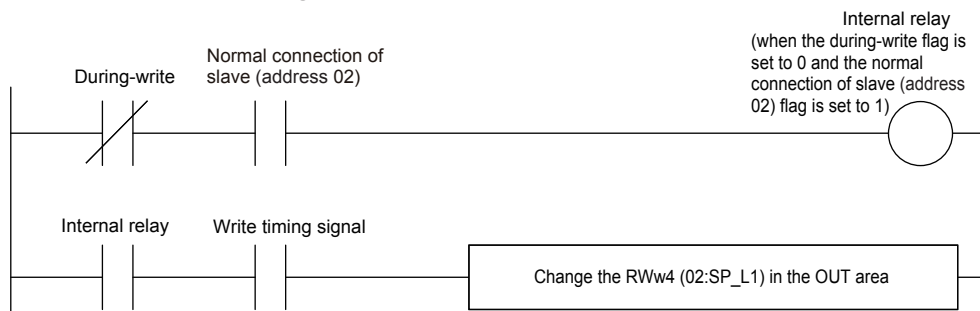 Internal relay
(when the during-write flag is
set to 0 and the normal
connection of slave (address
02) flag is set to 1)
Normal connection of
slave (address 02)
During-write
Internal relay
Write timing signal
Change the RWw4 (02:SP_L1) in the OUT area